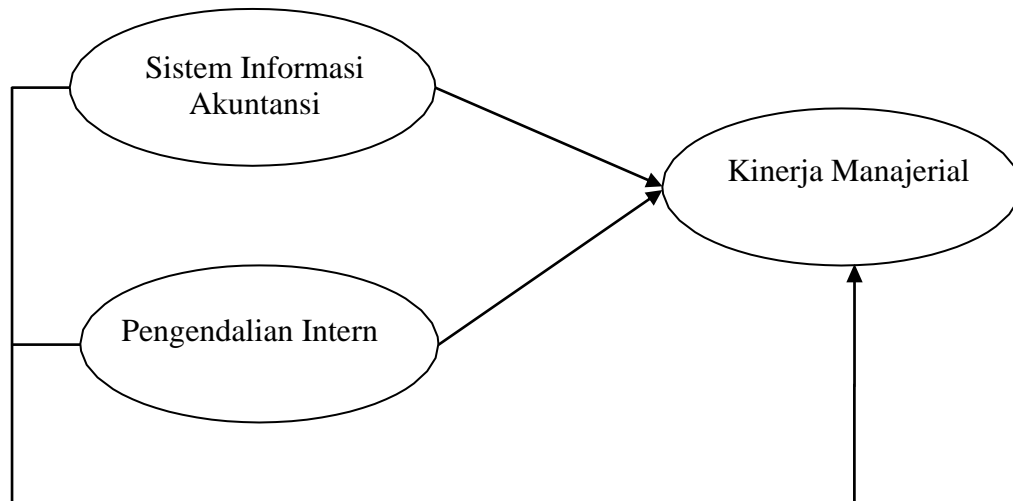 Sistem Informasi
Akuntansi
Kinerja Manajerial
Pengendalian Intern